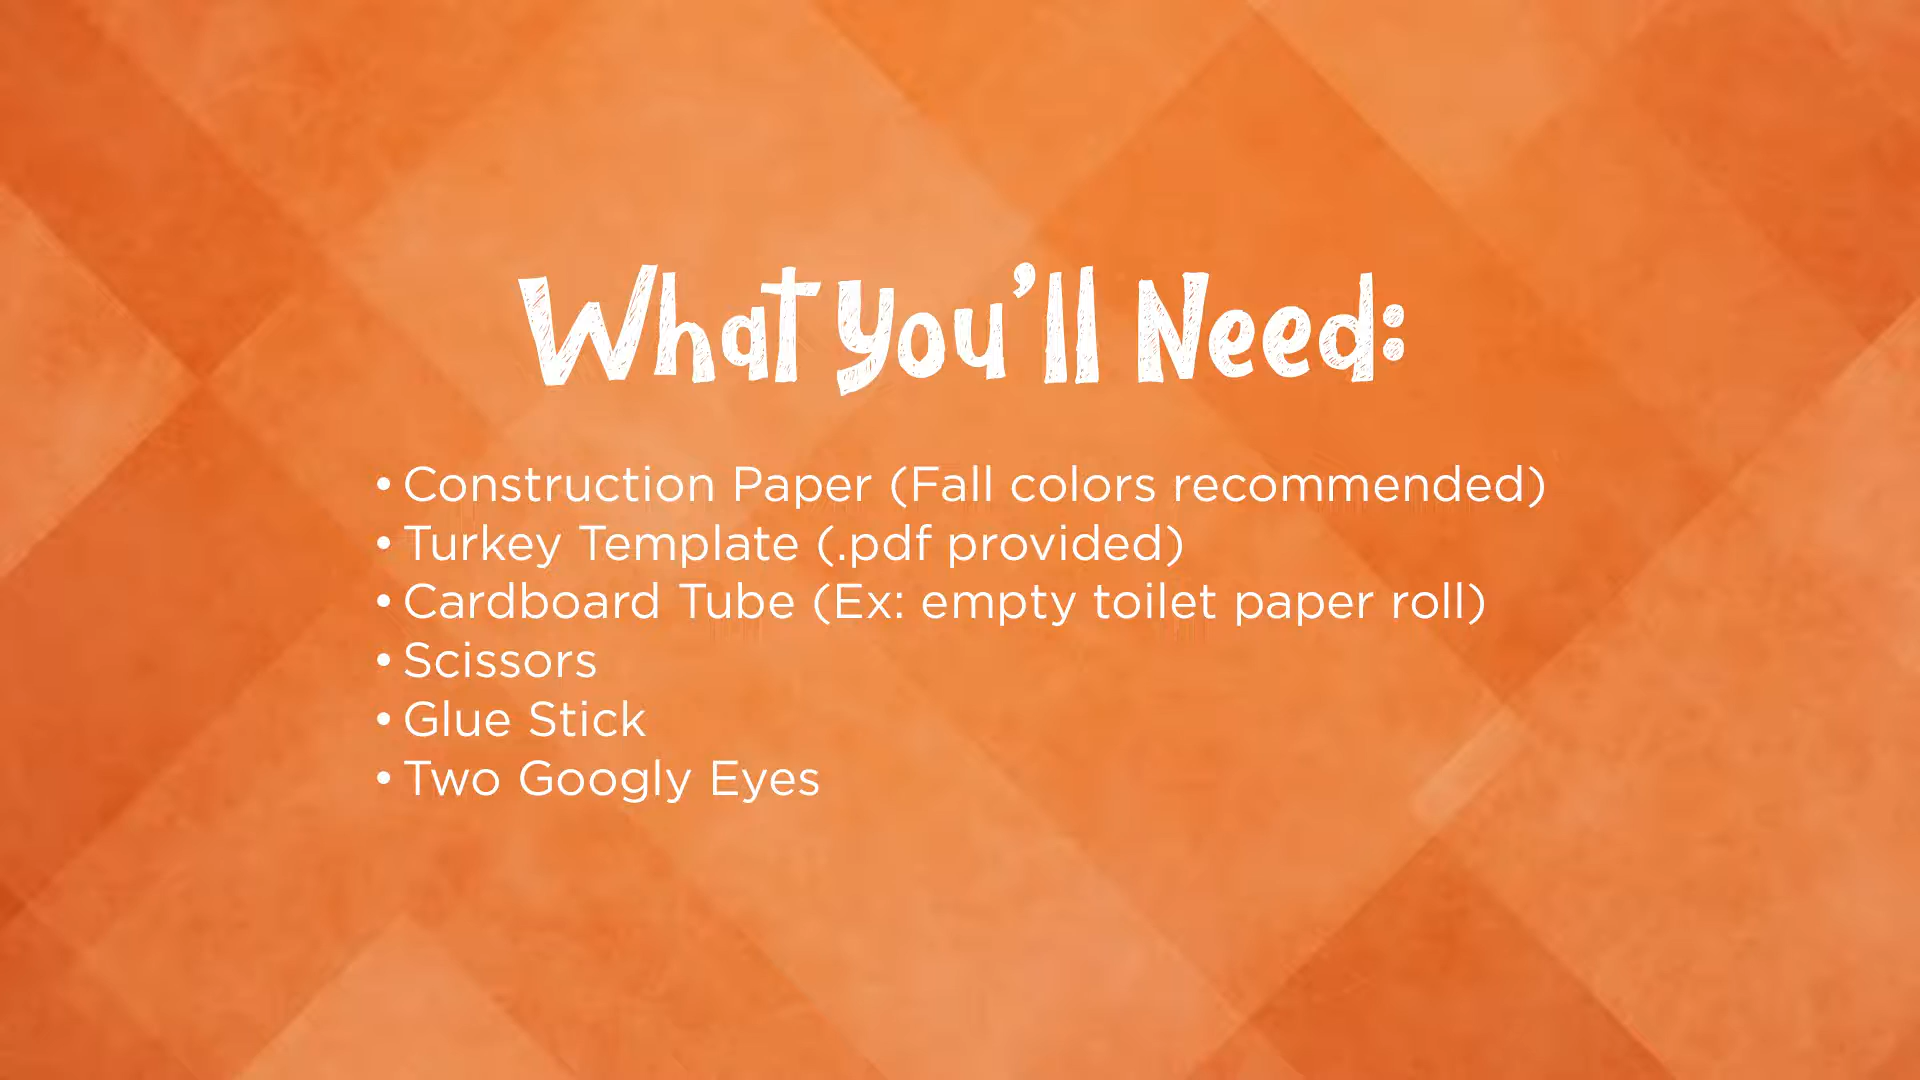 What You'll Need:
• Construction Paper (Fall colors recommended)
• Turkey Template (.pdf provided)
• Cardboard Tube (Ex: empty toilet paper roll)
• Scissors
• Glue Stick
• Two Googly Eyes